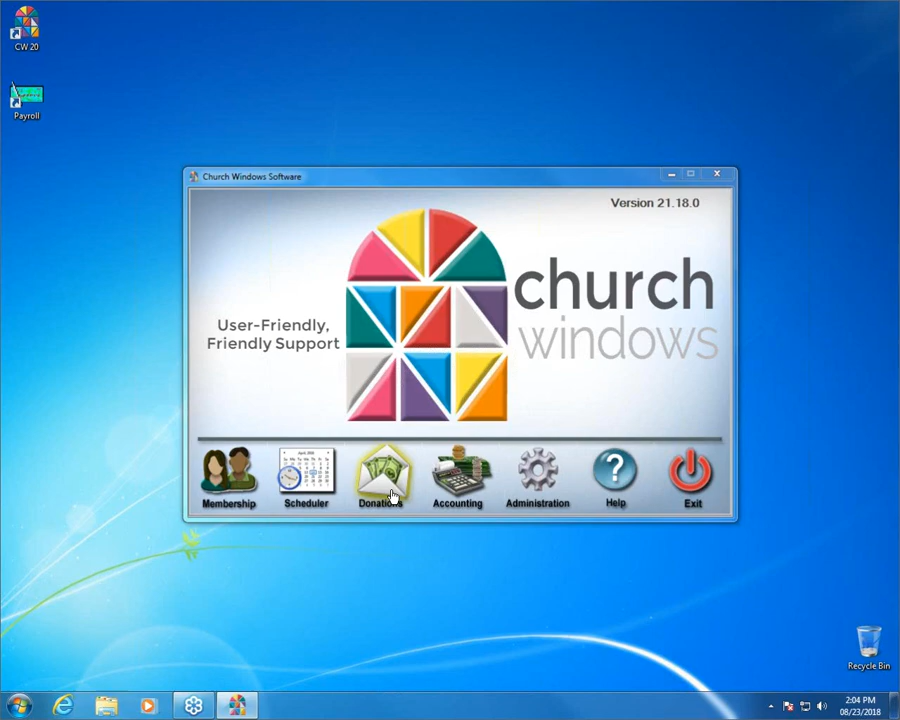 CW 20
Payroll
Church Windows Software
Version 21.18.0
church
windows
User-Friendly,
Friendly Support
Membership
Scheduler
Donations
Accounting
Administration
Help
Exit
Recycle Bin
2:04 PM
08/23/2018